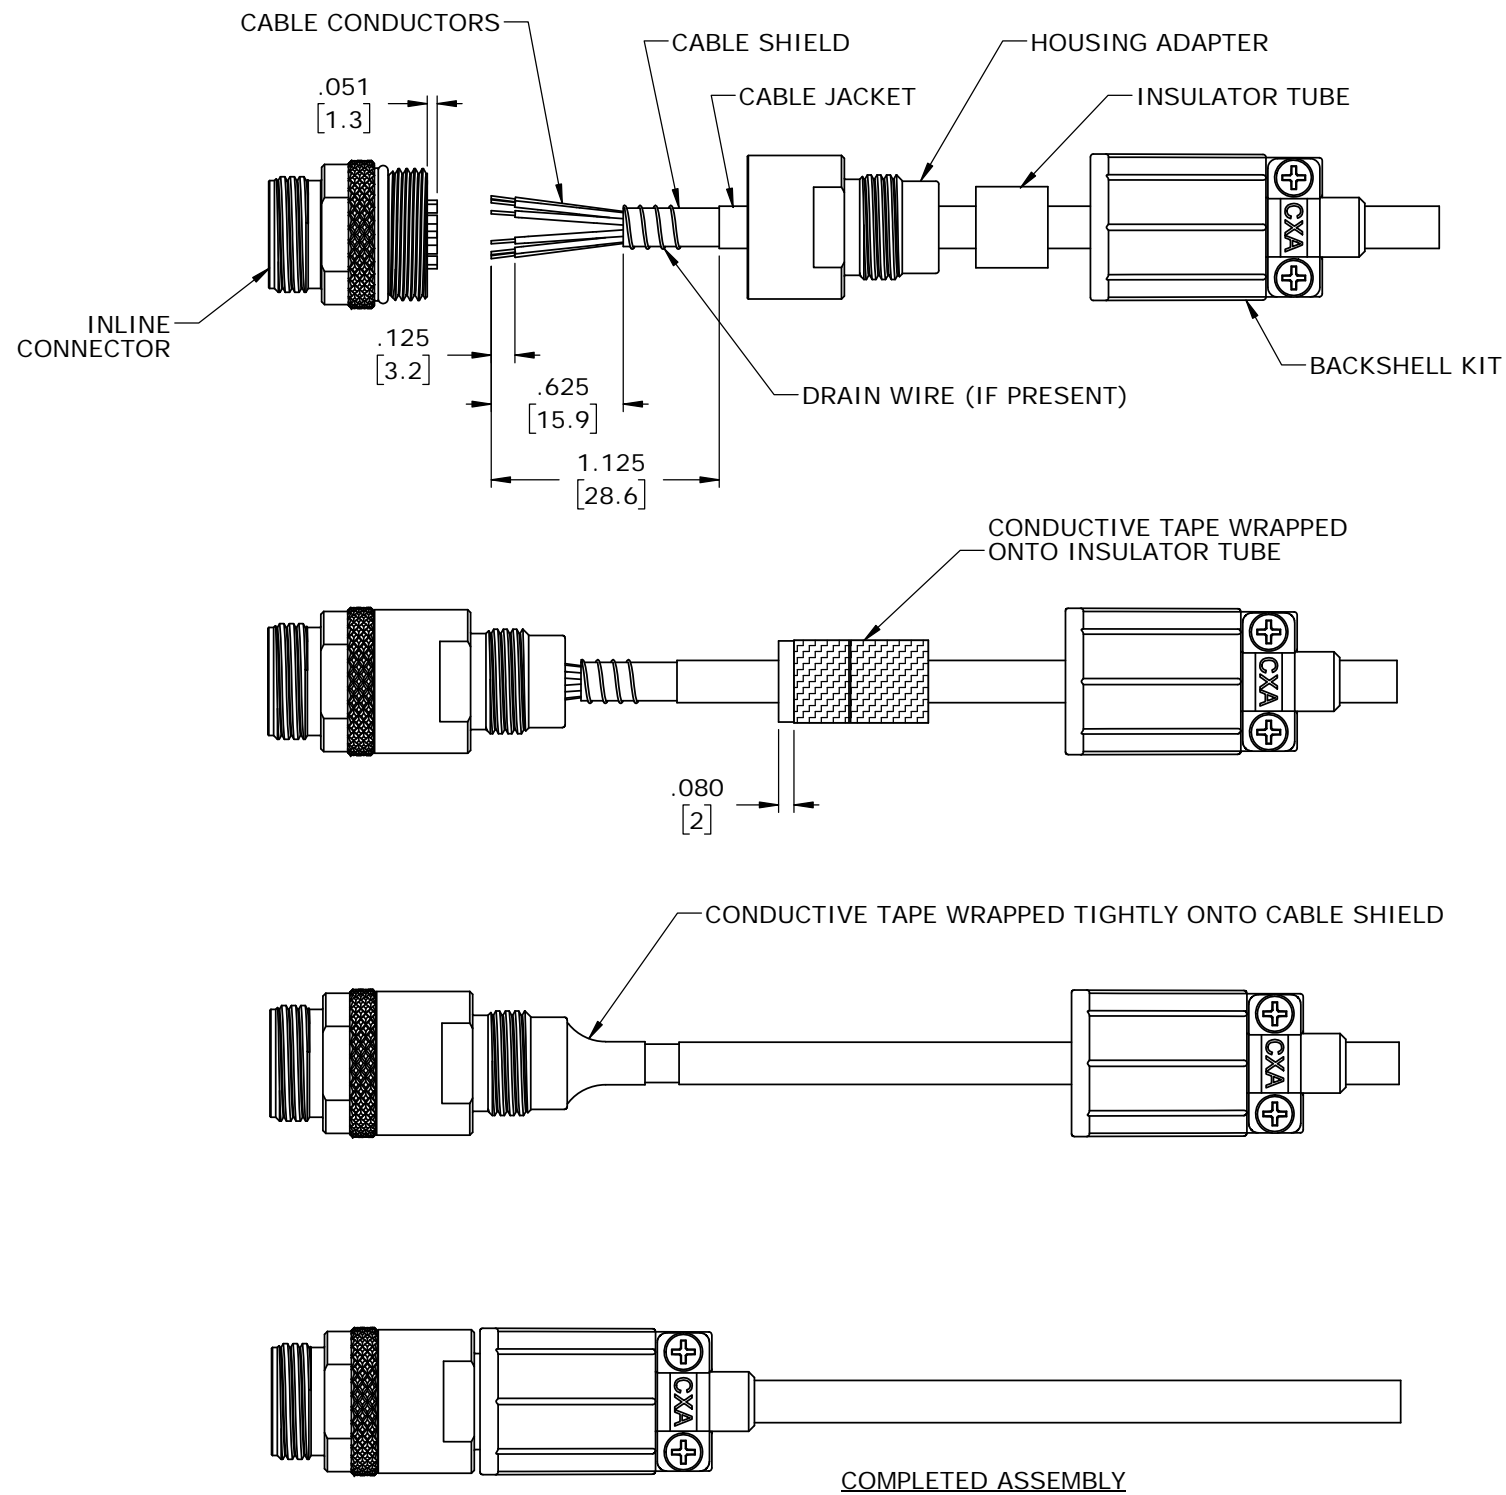 CABLE CONDUCTORS
CABLE SHIELD
HOUSING ADAPTER
.051
[1.3]
CABLE JACKET
INSULATOR TUBE
CXA
INLINE
CONNECTOR
.125
[3.2]
BACKSHELL KIT
.625
[15.9]
DRAIN WIRE (IF PRESENT)
1.125
[28.6]
CONDUCTIVE TAPE WRAPPED
ONTO INSULATOR TUBE
CXA
.080
[2]
CONDUCTIVE TAPE WRAPPED TIGHTLY ONTO CABLE SHIELD
CXA
CXA
COMPLETED ASSEMBLY